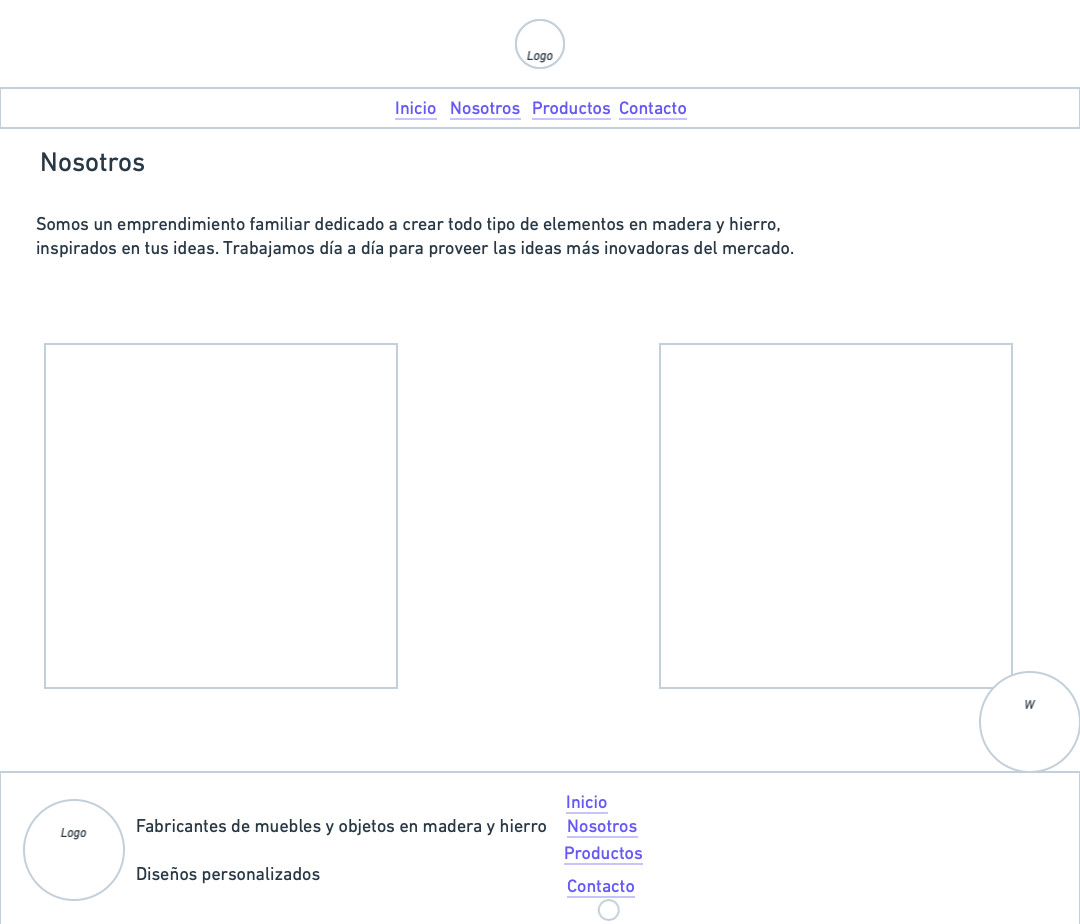 Logo
Inicio Nosotros Productos Contacto
Nosotros
Somos un emprendimiento familiar dedicado a crear todo tipo de elementos en madera y hierro,
inspirados en tus ideas. Trabajamos día a día para proveer las ideas más inovadoras del mercado.
W
Logo
Fabricantes de muebles y objetos en madera y hierro
Diseños personalizados
Inicio
Nosotros
Productos
Contacto